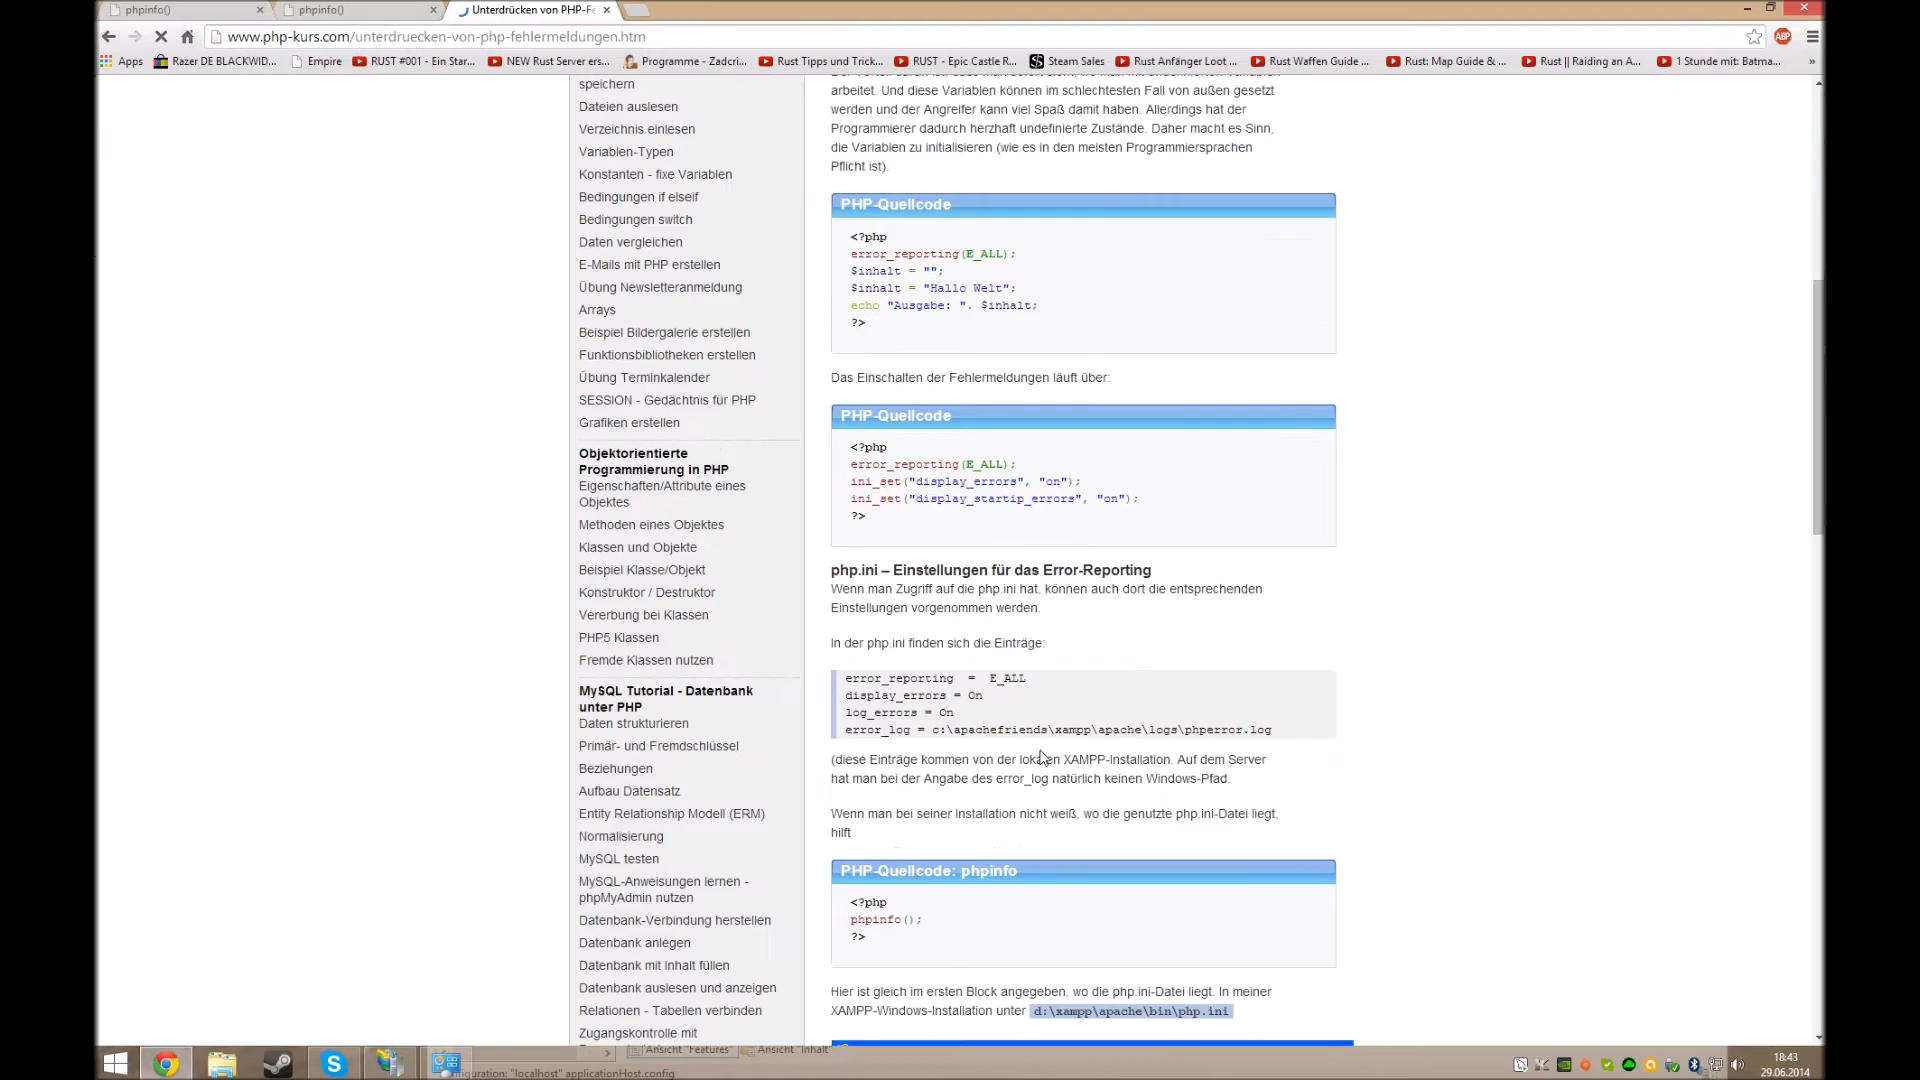 phpinfo()
phpinfo()
Unterdrücken von PHP-Fe
www.php-kurs.com/unterdruecken-von-php-fehlermeldungen.htm
ABP
Apps
Razer DE BLACKWID...
Empire
RUST #001 - Ein Star...
NEW Rust Server ers...
Programme - Zadcri...
Rust Tipps und Trick...
RUST - Epic Castle R...
Steam Sales
Rust Anfänger Loot ...
Rust Waffen Guide ...
Rust: Map Guide & ...
Rust || Raiding an A...
1 Stunde mit: Batma...
»
speichern
Dateien auslesen
Verzeichnis einlesen
Variablen-Typen
Konstanten - fixe Variablen
Bedingungen if elseif
Bedingungen switch
Daten vergleichen
E-Mails mit PHP erstellen
Übung Newsletteranmeldung
Arrays
Beispiel Bildergalerie erstellen
Funktionsbibliotheken erstellen
Übung Terminkalender
SESSION - Gedächtnis für PHP
Grafiken erstellen
Objektorientierte
Programmierung in PHP
Eigenschaften/Attribute eines
Objektes
Methoden eines Objektes
Klassen und Objekte
Beispiel Klasse/Objekt
Konstruktor / Destruktor
Vererbung bei Klassen
PHP5 Klassen
Fremde Klassen nutzen
MySQL Tutorial - Datenbank
unter PHP
Daten strukturieren
Primär- und Fremdschlüssel
Beziehungen
Aufbau Datensatz
Entity Relationship Modell (ERM)
Normalisierung
MySQL testen
MySQL-Anweisungen lernen -
phpMyAdmin nutzen
Datenbank-Verbindung herstellen
Datenbank anlegen
Datenbank mit Inhalt füllen
Datenbank auslesen und anzeigen
Relationen - Tabellen verbinden
Zugangskontrolle mit
arbeitet. Und diese Variablen können im schlechtesten Fall von außen gesetzt
werden und der Angreifer kann viel Spaß damit haben. Allerdings hat der
Programmierer dadurch herzhaft undefinierte Zustände. Daher macht es Sinn,
die Variablen zu initialisieren (wie es in den meisten Programmiersprachen
Pflicht ist).
PHP-Quellcode
<?php
error_reporting(E_ALL);
$inhalt = "";
$inhalt = "Hallo Welt";
echo "Ausgabe: ". $inhalt;
?>
Das Einschalten der Fehlermeldungen läuft über:
PHP-Quellcode
<?php
error_reporting(E_ALL);
ini_set("display_errors", "on");
ini_set("display_startip_errors", "on");
?>
php.ini – Einstellungen für das Error-Reporting
Wenn man Zugriff auf die php.ini hat, können auch dort die entsprechenden
Einstellungen vorgenommen werden.
In der php.ini finden sich die Einträge:
error_reporting = E_ALL
display_errors = On
log_errors = On
error_log = c:\apachefriends\xampp\apache\logs\phperror.log
(diese Einträge kommen von der lokalen XAMPP-Installation. Auf dem Server
hat man bei der Angabe des error_log natürlich keinen Windows-Pfad.
Wenn man bei seiner Installation nicht weiß, wo die genutzte php.ini-Datei liegt,
hilft
PHP-Quellcode: phpinfo
<?php
phpinfo();
?>
Hier ist gleich im ersten Block angegeben, wo die php.ini-Datei liegt. In meiner
XAMPP-Windows-Installation unter d:\xampp\apache\bin\php.ini
Ansicht "Features"
Ansicht "Inhalt"
nfiguration: "localhost" applicationHost.config
18:43
29.06.2014